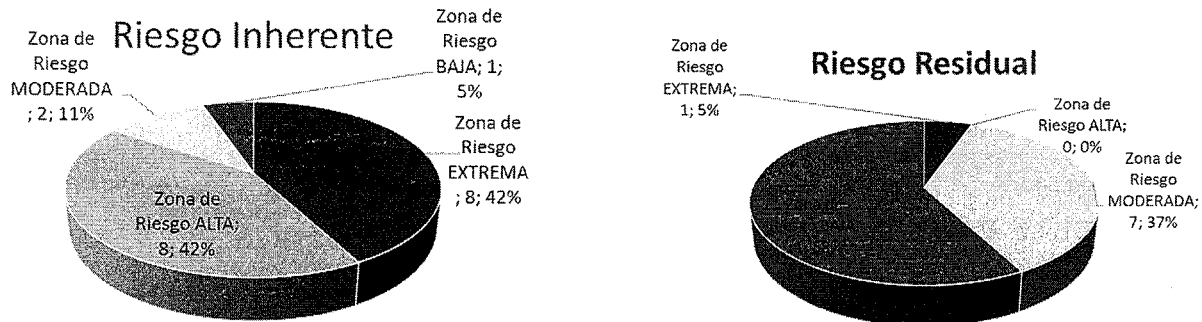 Riesgo Inherente
Zona de
Riesgo
MODERADA
; 2; 11%
Zona de
Riesgo
BAJA; 1;
5%
Zona de
Riesgo
EXTREMA
; 8; 42%
Zona de
Riesgo ALTA;
8; 42%
Riesgo Residual
Zona de
Riesgo
EXTREMA;
1; 5%
Zona de
Riesgo ALTA;
0; 0%
Zona de
Riesgo
MODERADA;
7; 37%